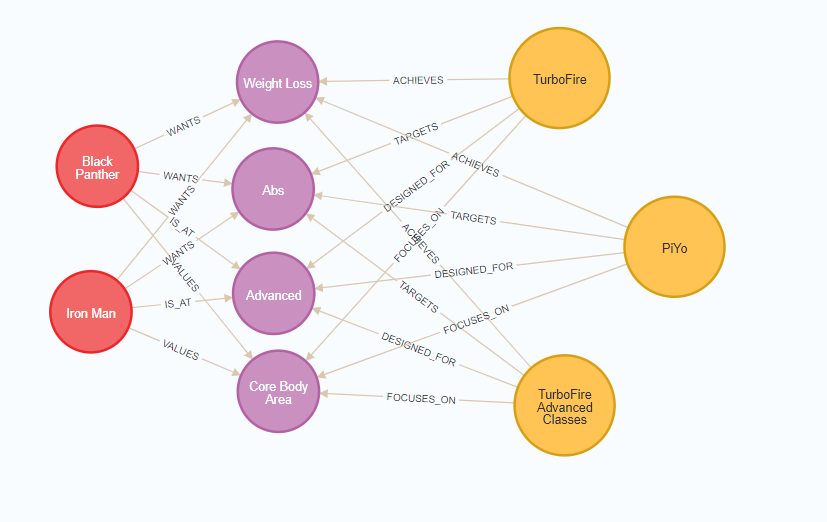 Weight Loss
ACHIEVES
TurboFire
WANTS
TARGETS
Black
Panther
WANTS
ACHIEVES
Abs
WANTS
DESIGNED_FOR
IS_AT
TARGETS
FOCUSES_ON
ACHIEVES
WANTS
PiYo
VALUES
DESIGNED_FOR
Advanced
TARGETS
IS_AT
Iron Man
FOCUSES_ON
VALUES
DESIGNED_FOR
Core Body
Area
FOCUSES_ON
TurboFire
Advanced
Classes